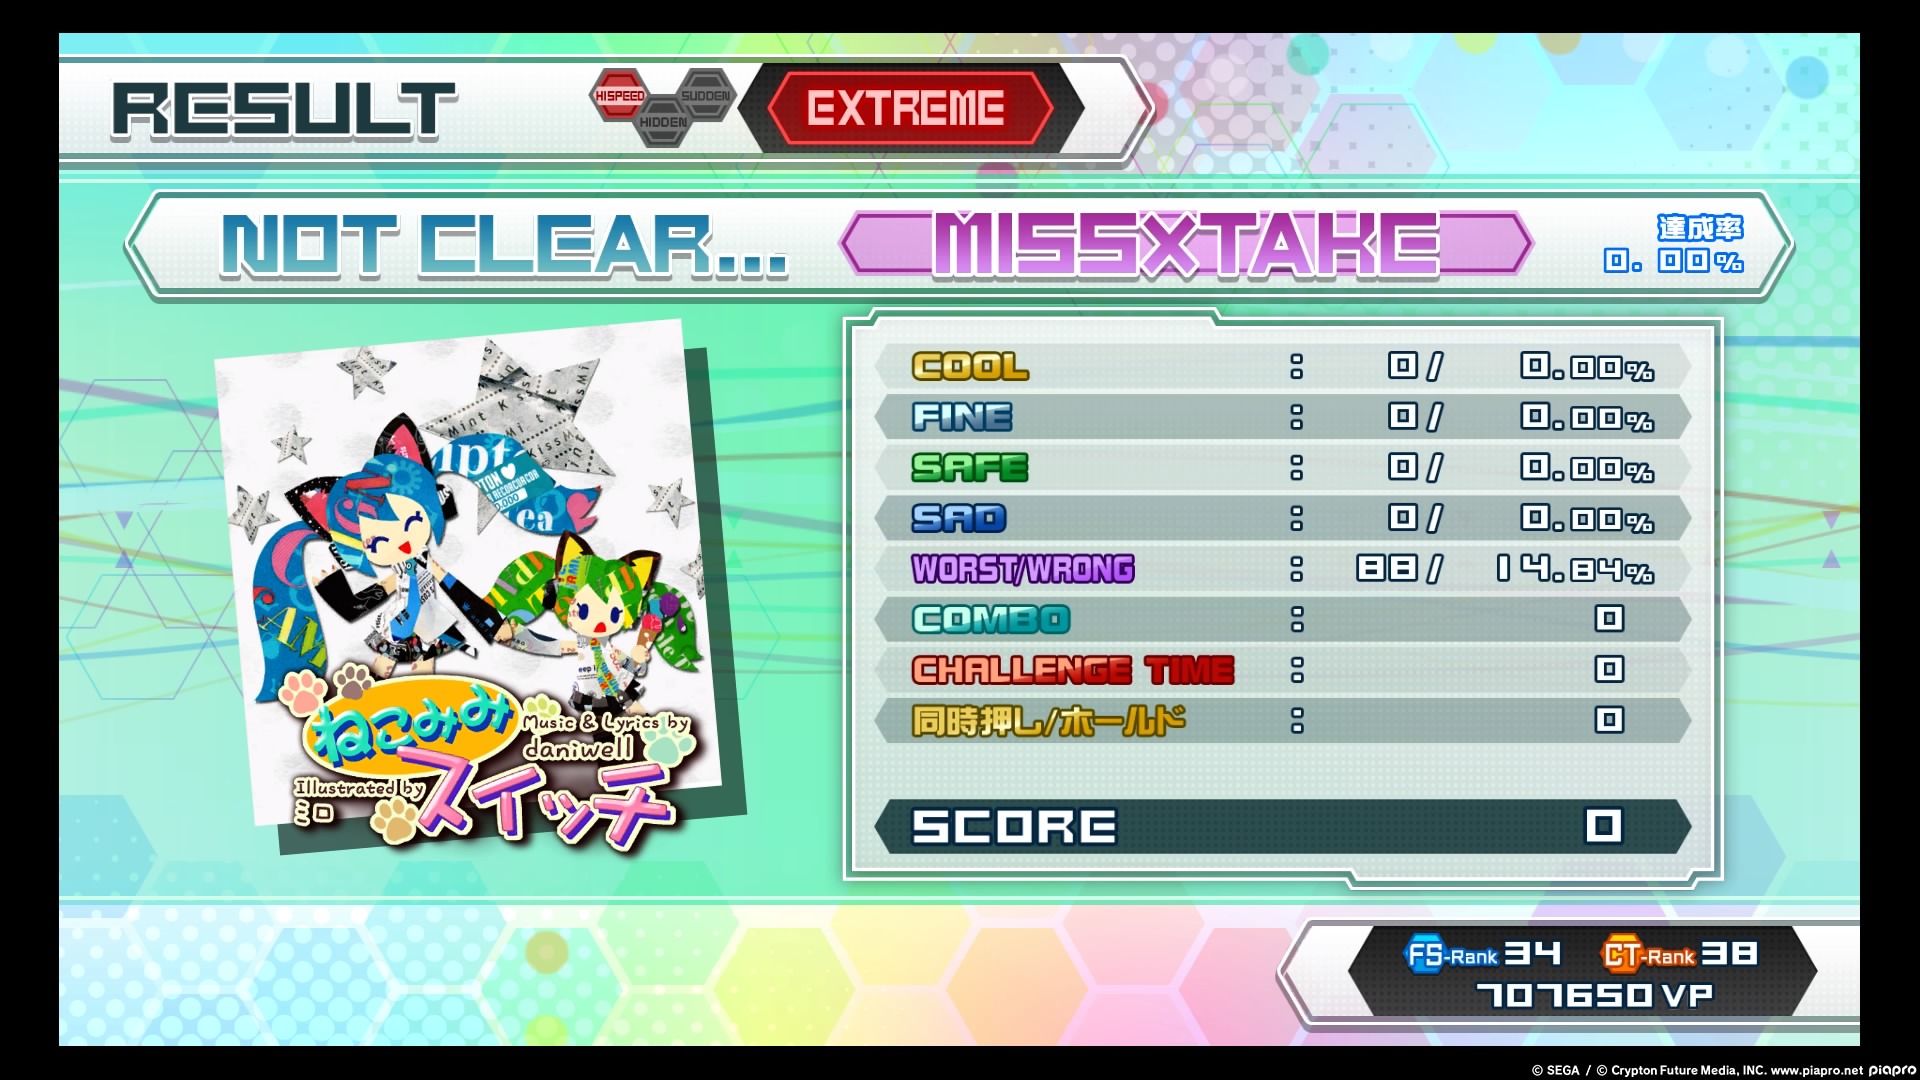 RESULT
HISPEED
HIDDEN
SUDDEN
EXTREME
NOT CLEAR...
MISS×TAKE
達成率
0.00%
COOL : 0/ 0.00%
FINE : 0/ 0.00%
SAFE : 0/ 0.00%
SAD : 0/ 0.00%
WORST/WRONG : 88/ 14.84%
COMBO : 0
CHALLENGE TIME : 0
同時押し/ホールド : 0
SCORE 0
ねこみみ
スイッチ
Music & Lyrics by
daniwell
Illustrated by
ミロ
FS-Rank 34 CT-Rank 38
707650 VP
© SEGA / © Crypton Future Media, INC. www.piapro.net piapro